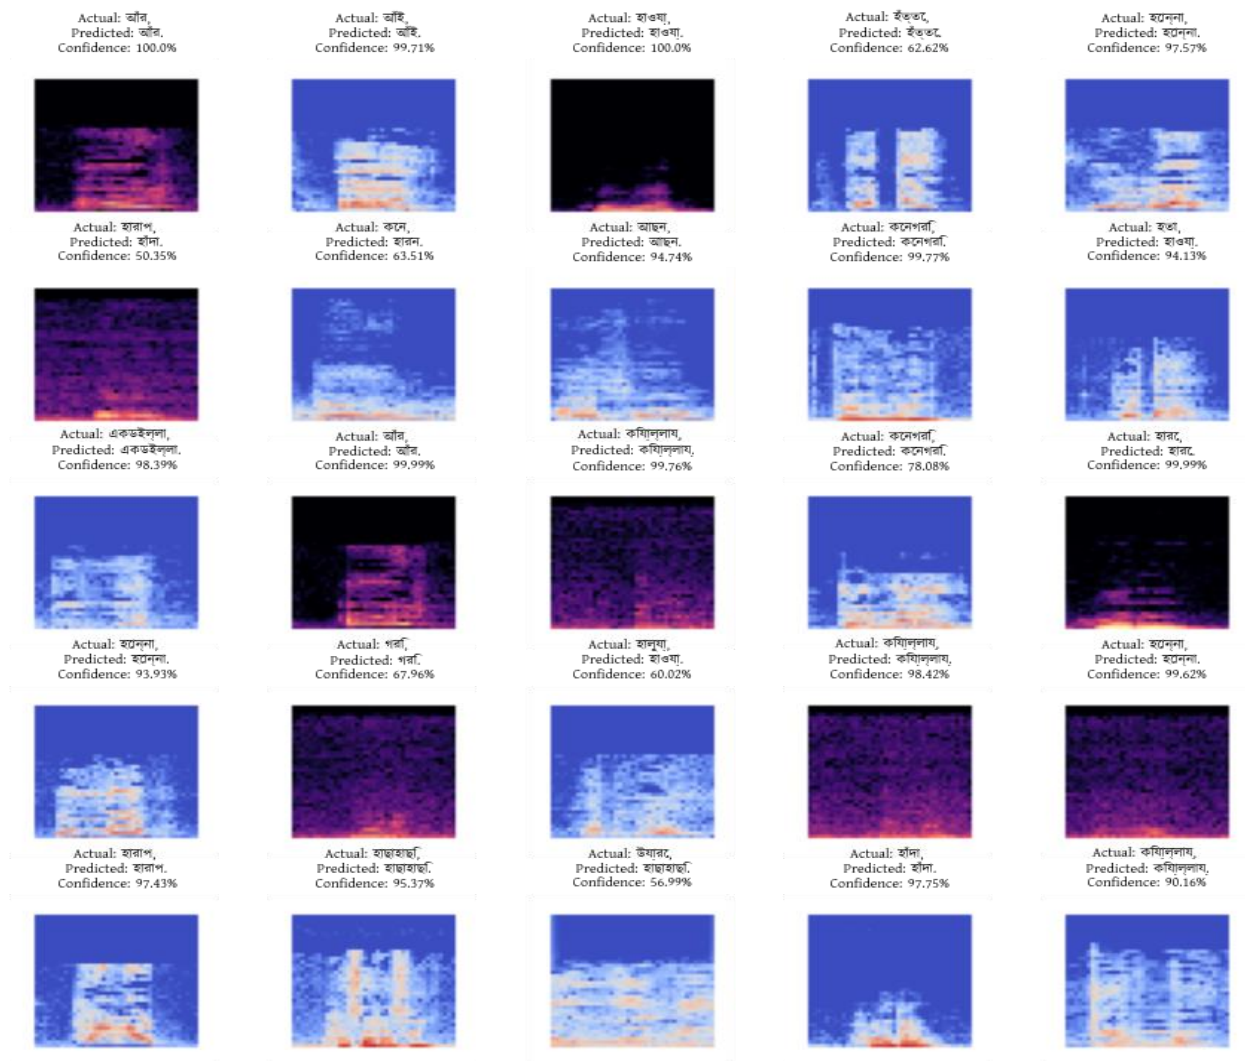 Actual: আঁর,
Predicted: আঁর.
Confidence: 100.0%
Actual: আঁই,
Predicted: আঁই.
Confidence: 99.71%
Actual: হাওযা়,
Predicted: হাওযা়.
Confidence: 100.0%
Actual: হঁত্তে,
Predicted: হঁত্তে.
Confidence: 62.62%
Actual: হেন্না,
Predicted: হেন্না.
Confidence: 97.57%
Actual: হারাপ,
Predicted: হাঁদা.
Confidence: 50.35%
Actual: কনে,
Predicted: হারন.
Confidence: 63.51%
Actual: আছন,
Predicted: আছন.
Confidence: 94.74%
Actual: কনেগরি,
Predicted: কনেগরি.
Confidence: 99.77%
Actual: হতা,
Predicted: হাওযা়.
Confidence: 94.13%
Actual: একডইল্লা,
Predicted: একডইল্লা.
Confidence: 98.39%
Actual: আঁর,
Predicted: আঁর.
Confidence: 99.99%
Actual: কিযা়ল্লায,
Predicted: কিযা়ল্লায.
Confidence: 99.76%
Actual: কনেগরি,
Predicted: কনেগরি.
Confidence: 78.08%
Actual: হারে,
Predicted: হারে.
Confidence: 99.99%
Actual: হেন্না,
Predicted: হেন্না.
Confidence: 93.93%
Actual: গরি,
Predicted: গরি.
Confidence: 67.96%
Actual: হালুযা়,
Predicted: হাওযা়.
Confidence: 60.02%
Actual: কিযা়ল্লায,
Predicted: কিযা়ল্লায.
Confidence: 98.42%
Actual: হেন্না,
Predicted: হেন্না.
Confidence: 99.62%
Actual: হারাপ,
Predicted: হারাপ.
Confidence: 97.43%
Actual: হাছাহাছি,
Predicted: হাছাহাছি.
Confidence: 95.37%
Actual: উযা়রে,
Predicted: হাছাহাছি.
Confidence: 56.99%
Actual: হাঁদা,
Predicted: হাঁদা.
Confidence: 97.75%
Actual: কিযা়ল্লায,
Predicted: কিযা়ল্লায.
Confidence: 90.16%